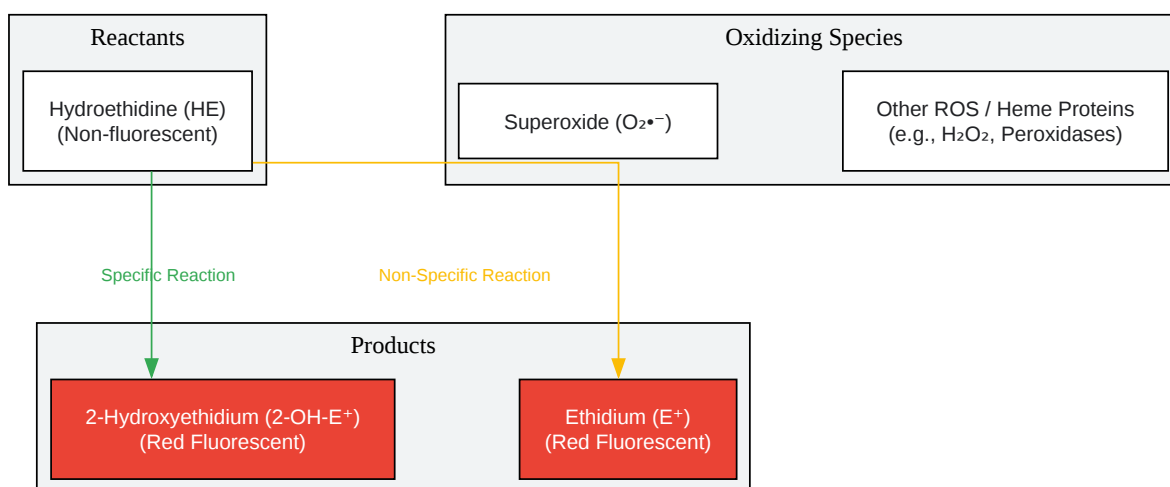 Reactants
Oxidizing Species
Hydroethidine (HE)
(Non-fluorescent)
Superoxide (O₂•⁻)
Other ROS / Heme Proteins
(e.g., H₂O₂, Peroxidases)
Specific Reaction
Non-Specific Reaction
Products
2-Hydroxyethidium (2-OH-E⁺)
(Red Fluorescent)
Ethidium (E⁺)
(Red Fluorescent)